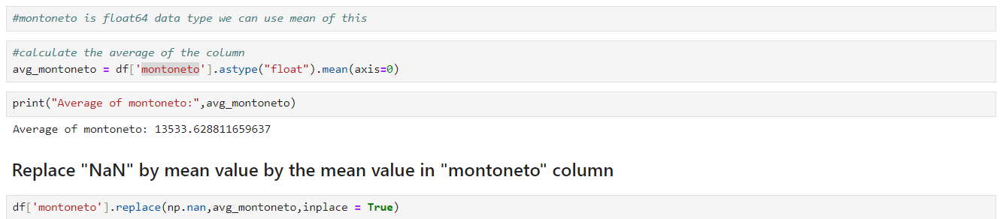 #montoneto is float64 data type we can use mean of this
#calculate the average of the column
avg_montoneto = df['montoneto'].astype("float").mean(axis=0)
print("Average of montoneto:",avg_montoneto)
Average of montoneto: 13533.628811659637
Replace "NaN" by mean value by the mean value in "montoneto" column
df['montoneto'].replace(np.nan,avg_montoneto,inplace = True)